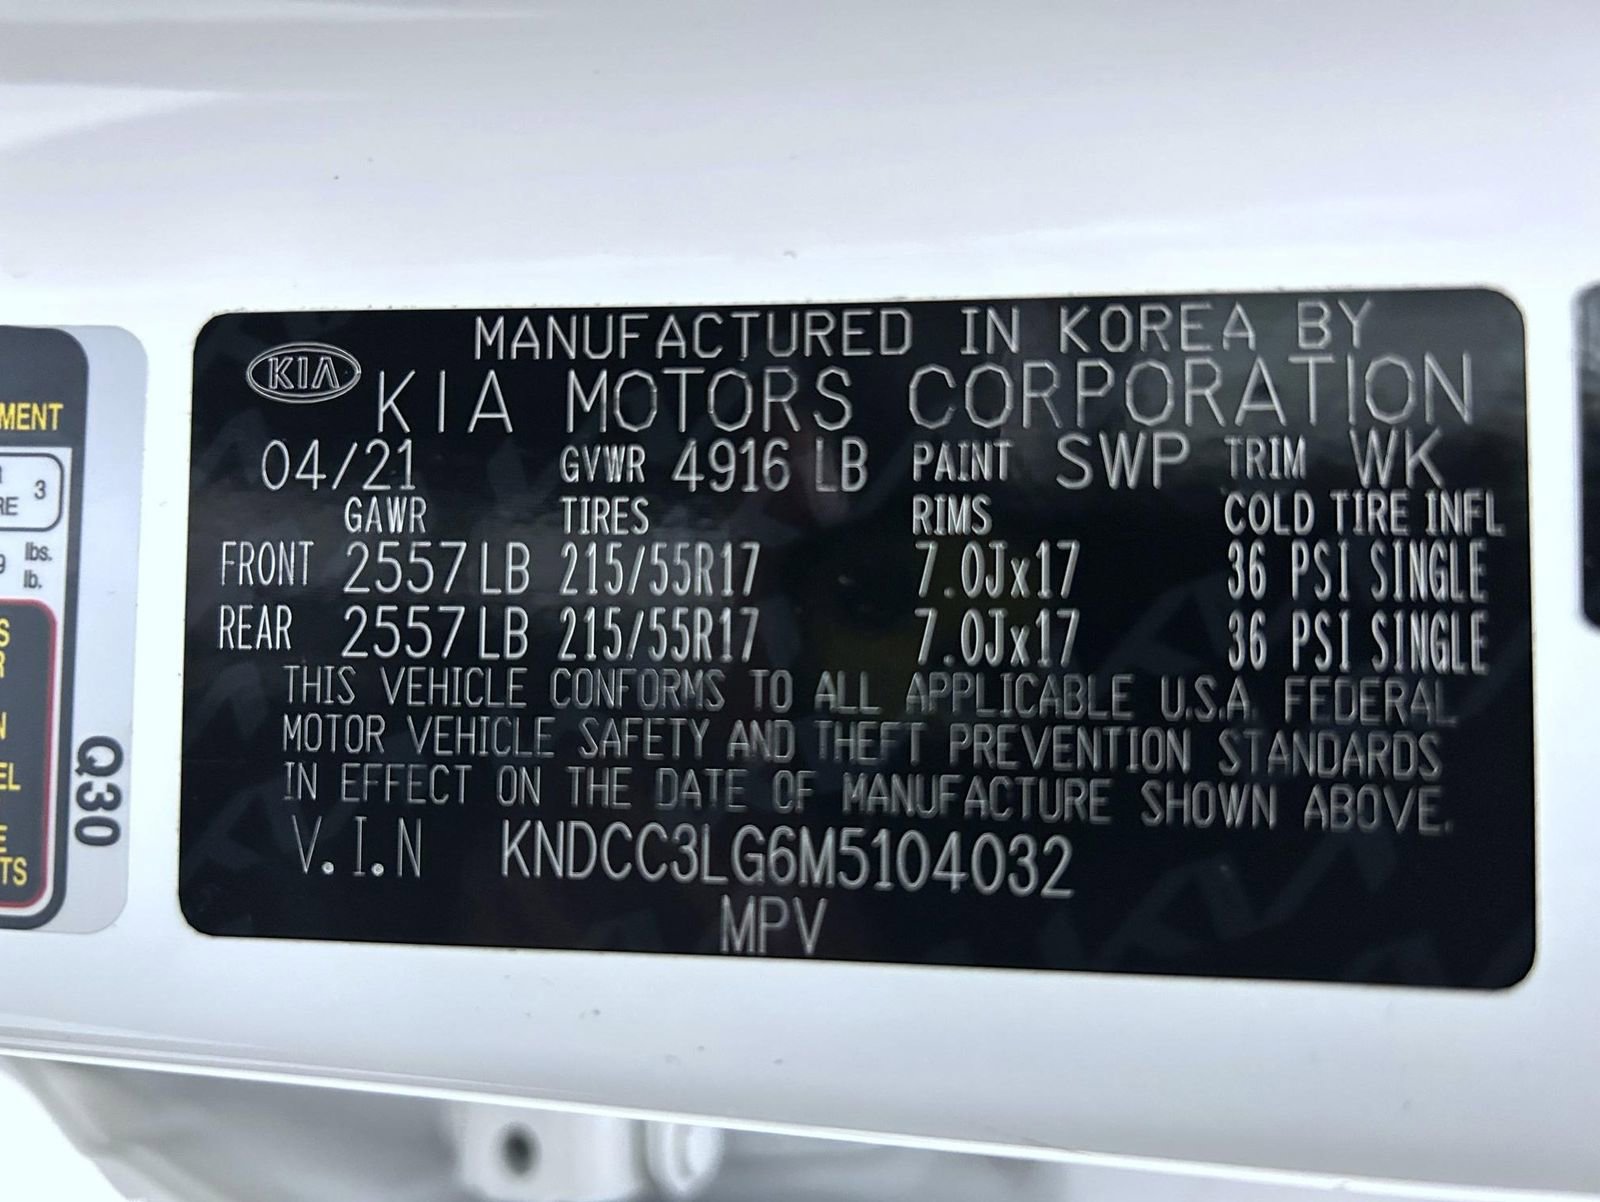 MANUFACTURED IN KOREA BY
KIA
KIA MOTORS CORPORATION
04/21 GVWR 4916 LB PAINT SWP TRIM WK
GAWR TIRES RIMS COLD TIRE INFL
FRONT 2557 LB 215/55R17 7.0Jx17 36 PSI SINGLE
REAR 2557 LB 215/55R17 7.0Jx17 36 PSI SINGLE
THIS VEHICLE CONFORMS TO ALL APPLICABLE U.S.A. FEDERAL
MOTOR VEHICLE SAFETY AND THEFT PREVENTION STANDARDS
IN EFFECT ON THE DATE OF MANUFACTURE SHOWN ABOVE.
V.I.N KNDCC3LG6M5104032
MPV
3
lbs.
lb.
Q30